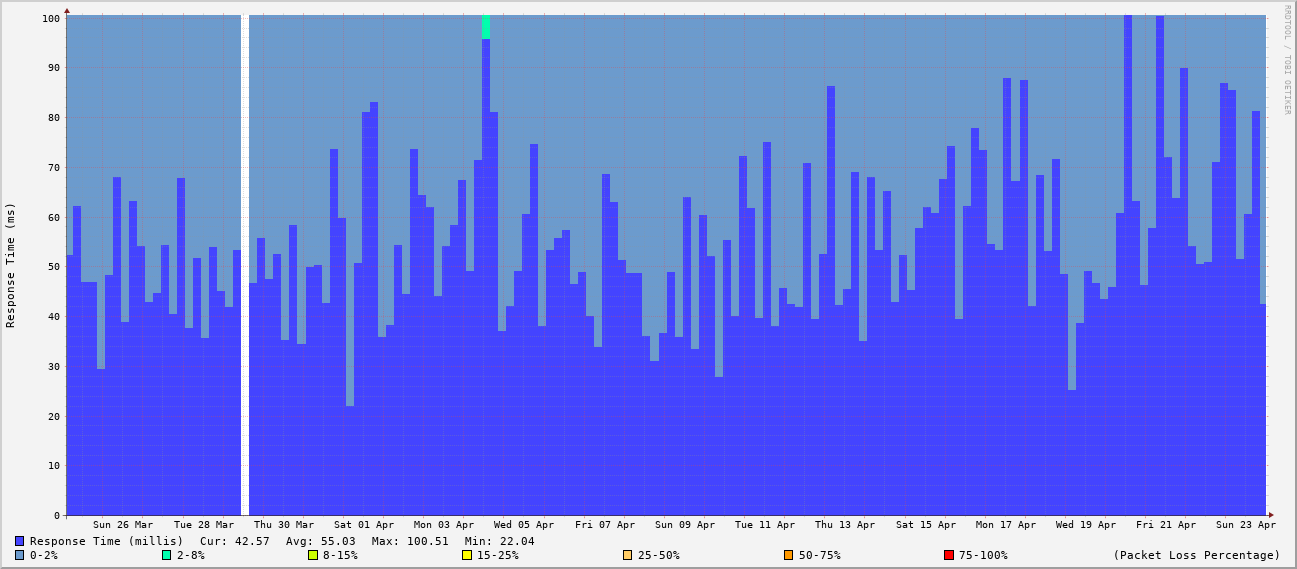 RRDTOOL / TOBI OETIKER
Response Time (ms)
100
90
80
70
60
50
40
30
20
10
0
Sun 26 Mar Tue 28 Mar Thu 30 Mar Sat 01 Apr Mon 03 Apr Wed 05 Apr Fri 07 Apr Sun 09 Apr Tue 11 Apr Thu 13 Apr Sat 15 Apr Mon 17 Apr Wed 19 Apr Fri 21 Apr Sun 23 Apr
Response Time (millis) Cur: 42.57 Avg: 55.03 Max: 100.51 Min: 22.04
0-2% 2-8% 8-15% 15-25% 25-50% 50-75% 75-100% (Packet Loss Percentage)